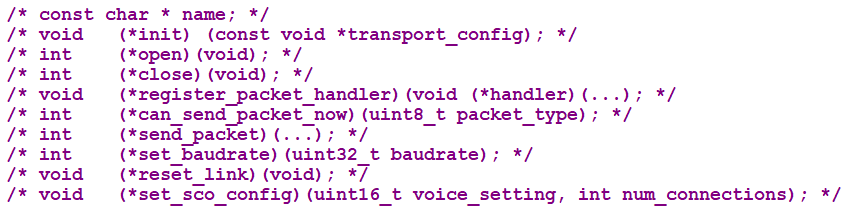 /* const char * name; */
/* void   (*init) (const void *transport_config); */
/* int    (*open)(void); */
/* int    (*close)(void); */
/* void   (*register_packet_handler)(void (*handler)(...); */
/* int    (*can_send_packet_now)(uint8_t packet_type); */
/* int    (*send_packet)(...); */
/* int    (*set_baudrate)(uint32_t baudrate); */
/* void   (*reset_link)(void); */
/* void   (*set_sco_config)(uint16_t voice_setting, int num_connections); */